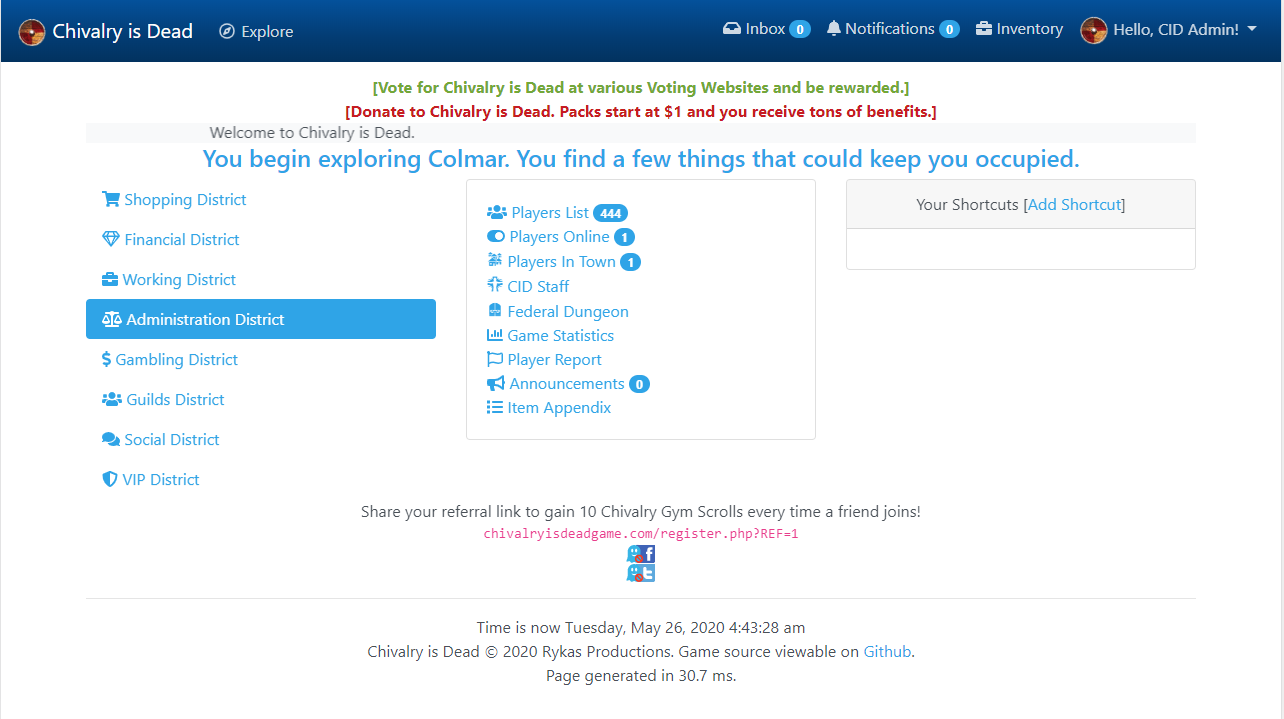 Chivalry is Dead
Explore
Inbox 0
Notifications 0
Inventory
Hello, CID Admin!
[Vote for Chivalry is Dead at various Voting Websites and be rewarded.]
[Donate to Chivalry is Dead. Packs start at $1 and you receive tons of benefits.]
Welcome to Chivalry is Dead.
You begin exploring Colmar. You find a few things that could keep you occupied.
Shopping District
Financial District
Working District
Administration District
Gambling District
Guilds District
Social District
VIP District
Players List 444
Players Online 1
Players In Town 1
CID Staff
Federal Dungeon
Game Statistics
Player Report
Announcements 0
Item Appendix
Your Shortcuts [Add Shortcut]
Share your referral link to gain 10 Chivalry Gym Scrolls every time a friend joins!
chivalryisdeadgame.com/register.php?REF=1
Time is now Tuesday, May 26, 2020 4:43:28 am
Chivalry is Dead © 2020 Rykas Productions. Game source viewable on Github.
Page generated in 30.7 ms.